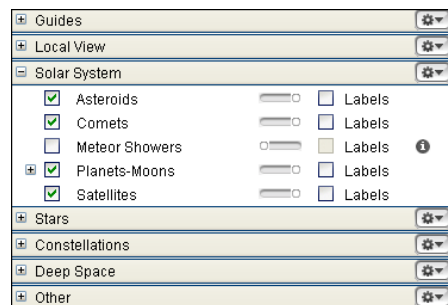 Guides
Local View
Solar System
Asteroids Labels
Comets Labels
Meteor Showers Labels
Planets-Moons Labels
Satellites Labels
Stars
Constellations
Deep Space
Other